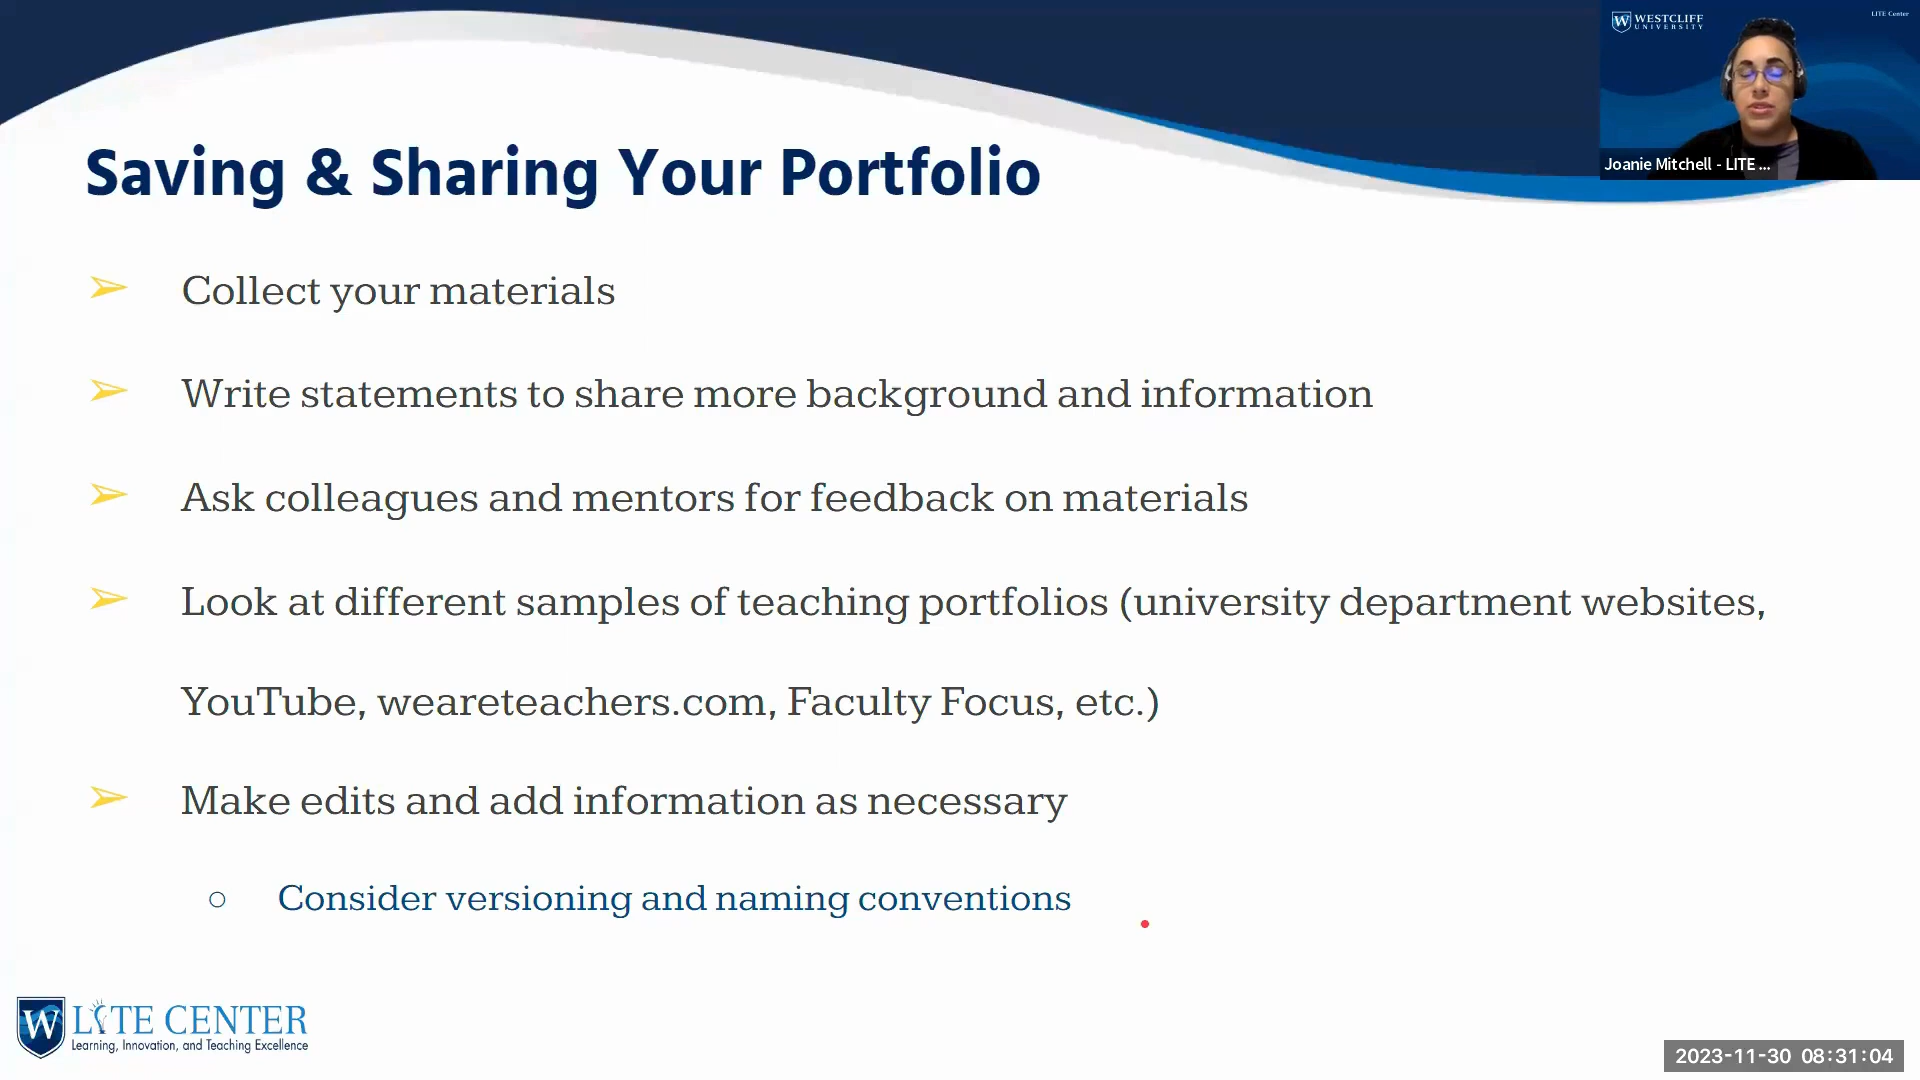 WESTCLIFF
UNIVERSITY
LITE Center
Joanie Mitchell - LITE ...
Saving & Sharing Your Portfolio
➢ Collect your materials
➢ Write statements to share more background and information
➢ Ask colleagues and mentors for feedback on materials
➢ Look at different samples of teaching portfolios (university department websites,
YouTube, weareteachers.com, Faculty Focus, etc.)
➢ Make edits and add information as necessary
○ Consider versioning and naming conventions
W LITE CENTER
Learning, Innovation, and Teaching Excellence
2023-11-30 08:31:04